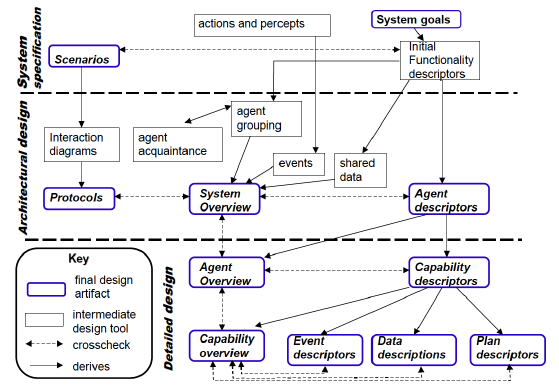 actions and percepts
System goals
System
specification
Scenarios
Initial
Functionality
descriptors
Architectural design
agent
grouping
Interaction
diagrams
agent
acquaintance
events
shared
data
Protocols
System
Overview
Agent
descriptors
Key
final design
artifact
intermediate
design tool
crosscheck
derives
Detailed design
Agent
Overview
Capability
descriptors
Capability
overview
Event
descriptors
Data
descriptions
Plan
descriptors